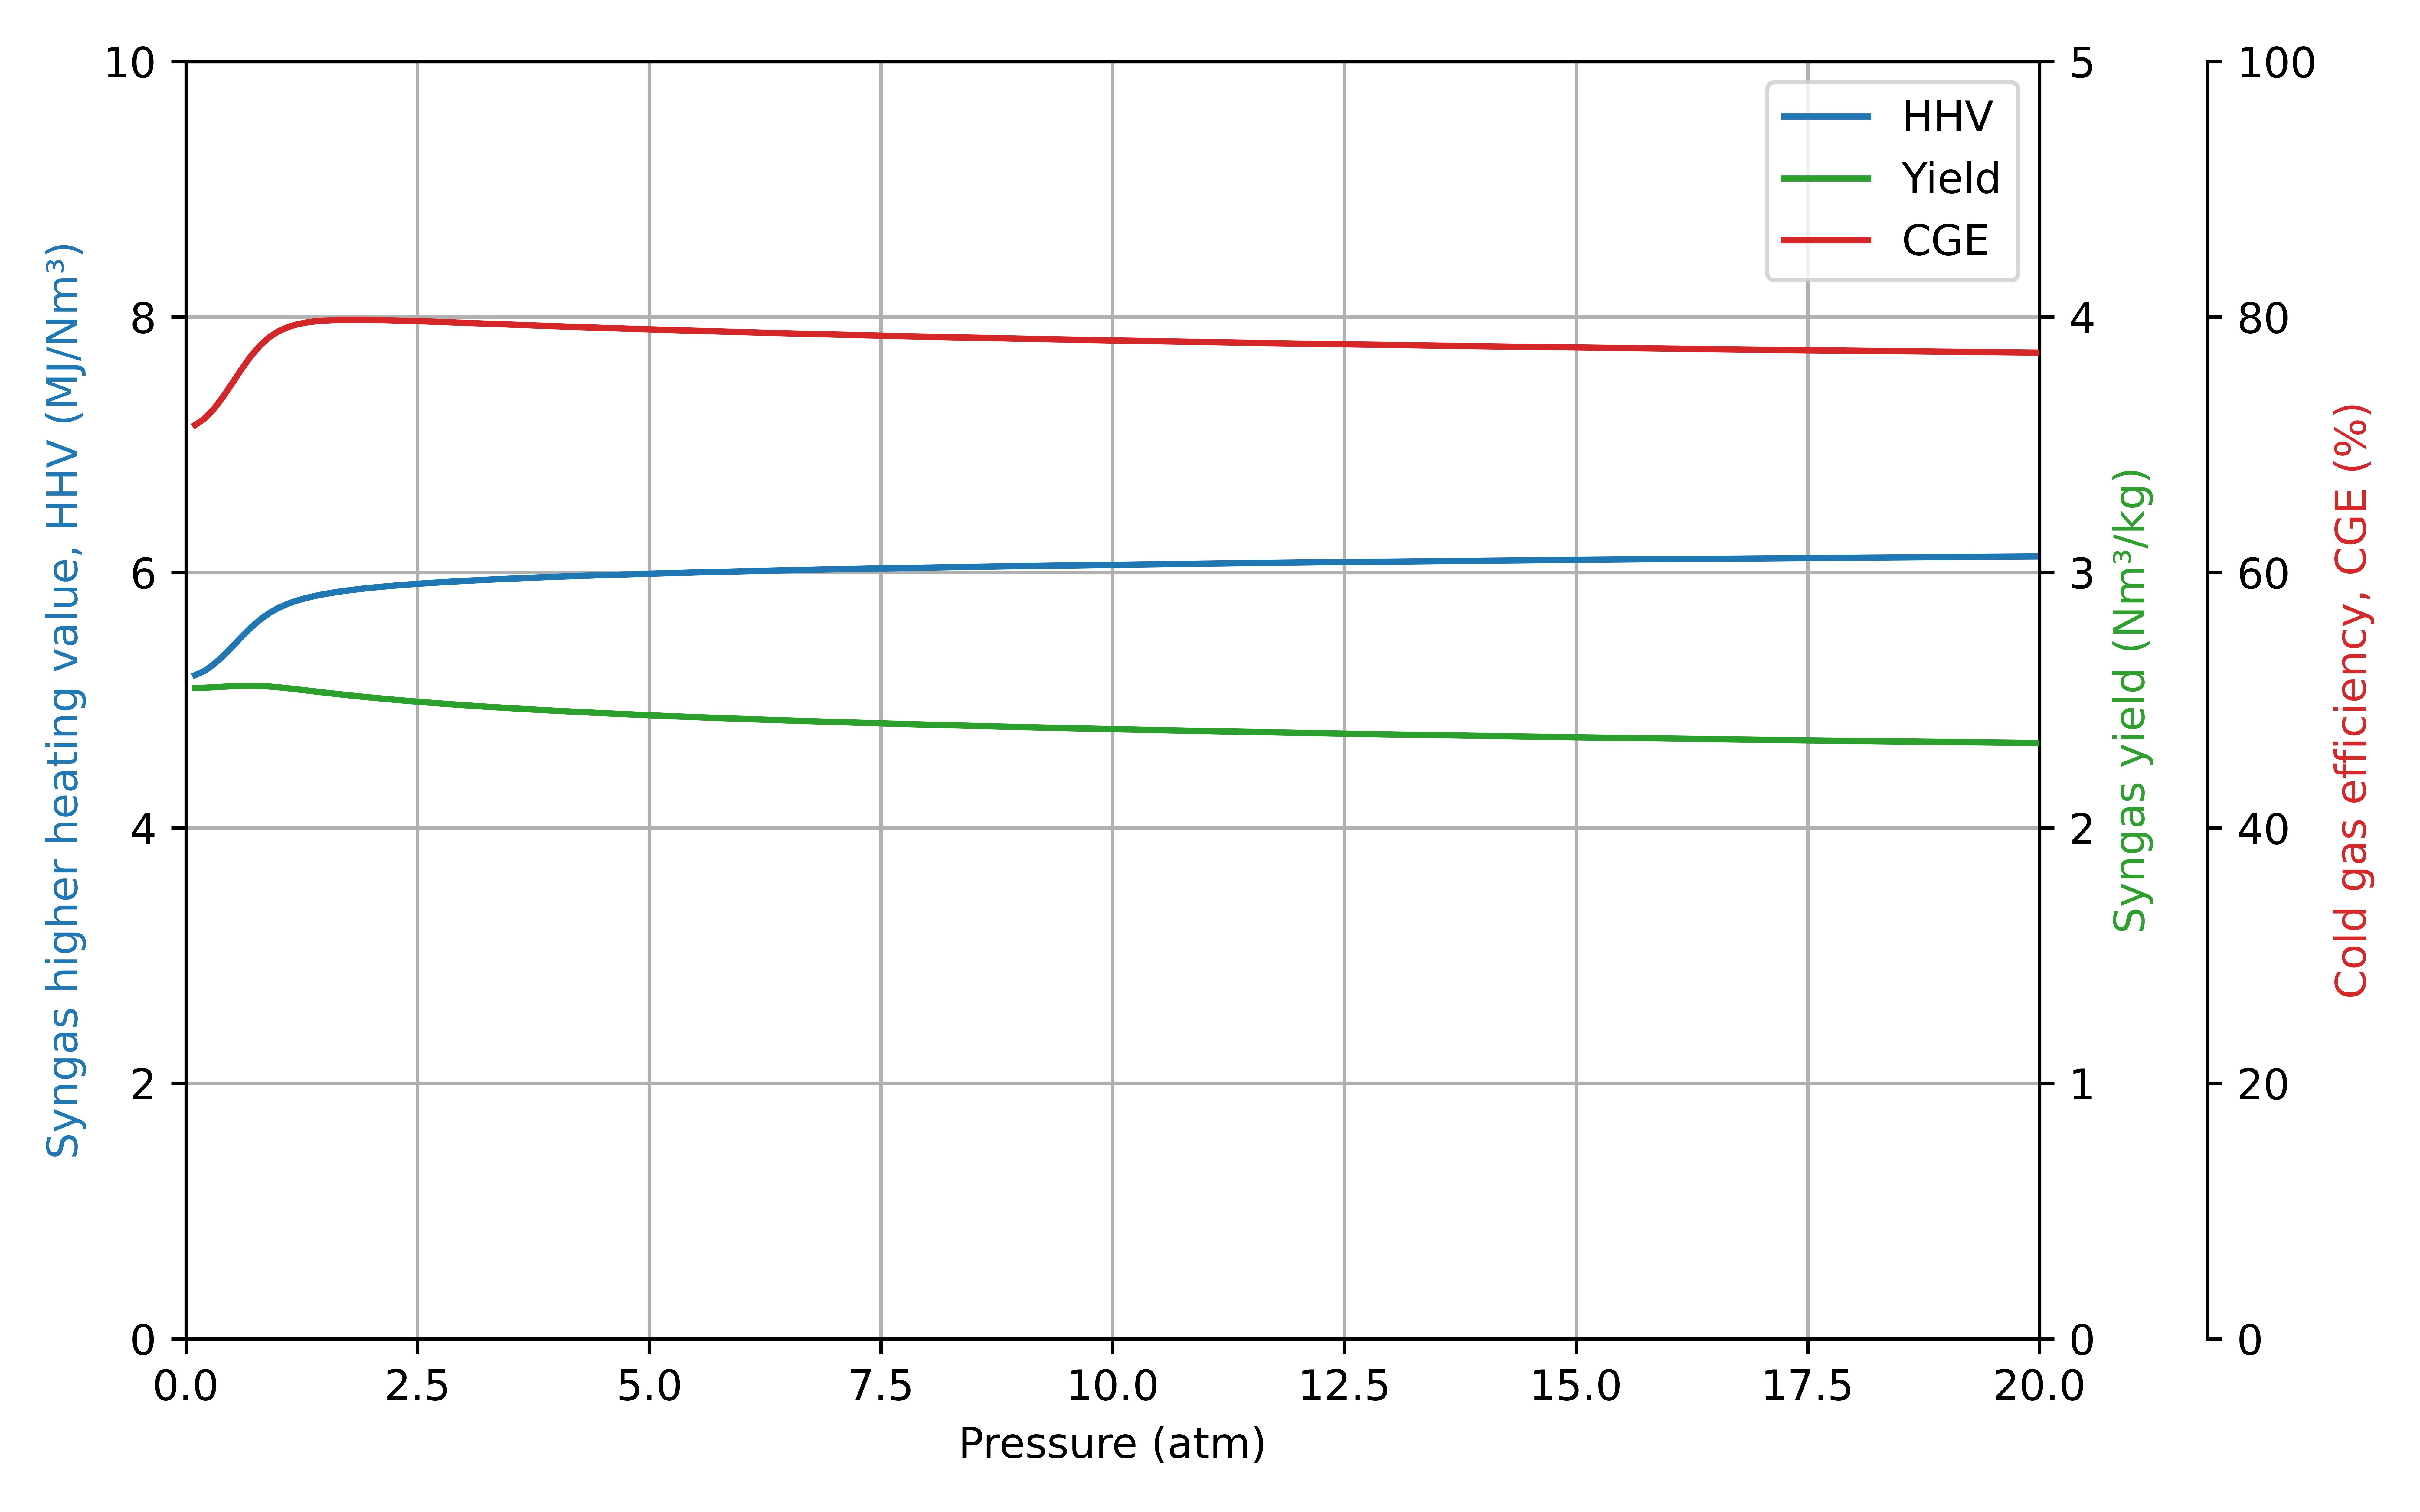 Syngas higher heating value, HHV (MJ/Nm³)
10
8
6
4
2
0
0.0 2.5 5.0 7.5 10.0 12.5 15.0 17.5 20.0
Pressure (atm)
HHV
Yield
CGE
5
4
3
2
1
0
Syngas yield (Nm³/kg)
100
80
60
40
20
0
Cold gas efficiency, CGE (%)